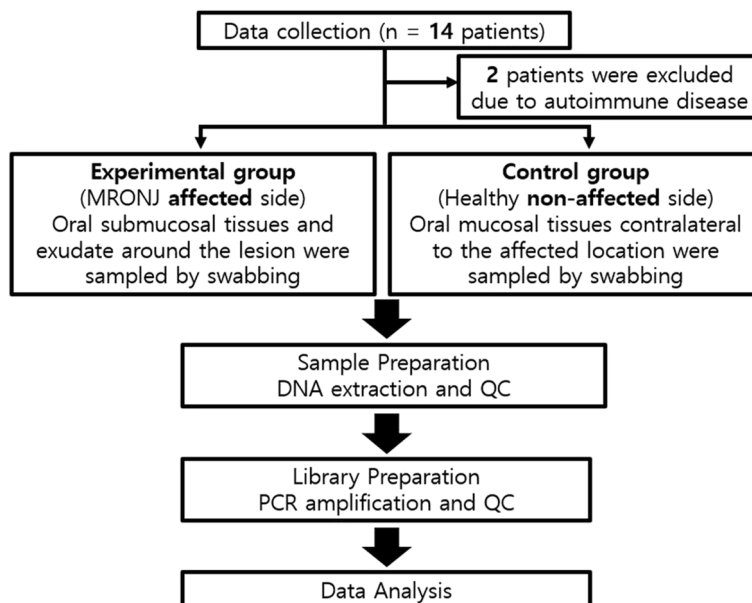 Data collection (n = 14 patients)
2 patients were excluded
due to autoimmune disease
Experimental group
(MRONJ affected side)
Oral submucosal tissues and
exudate around the lesion were
sampled by swabbing
Control group
(Healthy non-affected side)
Oral mucosal tissues contralateral
to the affected location were
sampled by swabbing
Sample Preparation
DNA extraction and QC
Library Preparation
PCR amplification and QC
Data Analysis